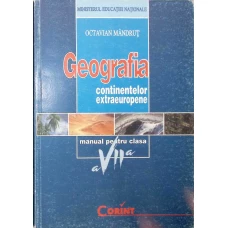 MINISTERUL EDUCAȚIEI NAȚIONALE
OCTAVIAN MÂNDRUȚ
Geografia
continentelor
extraeuropene
manual pentru clasa
a VII a
CORINT